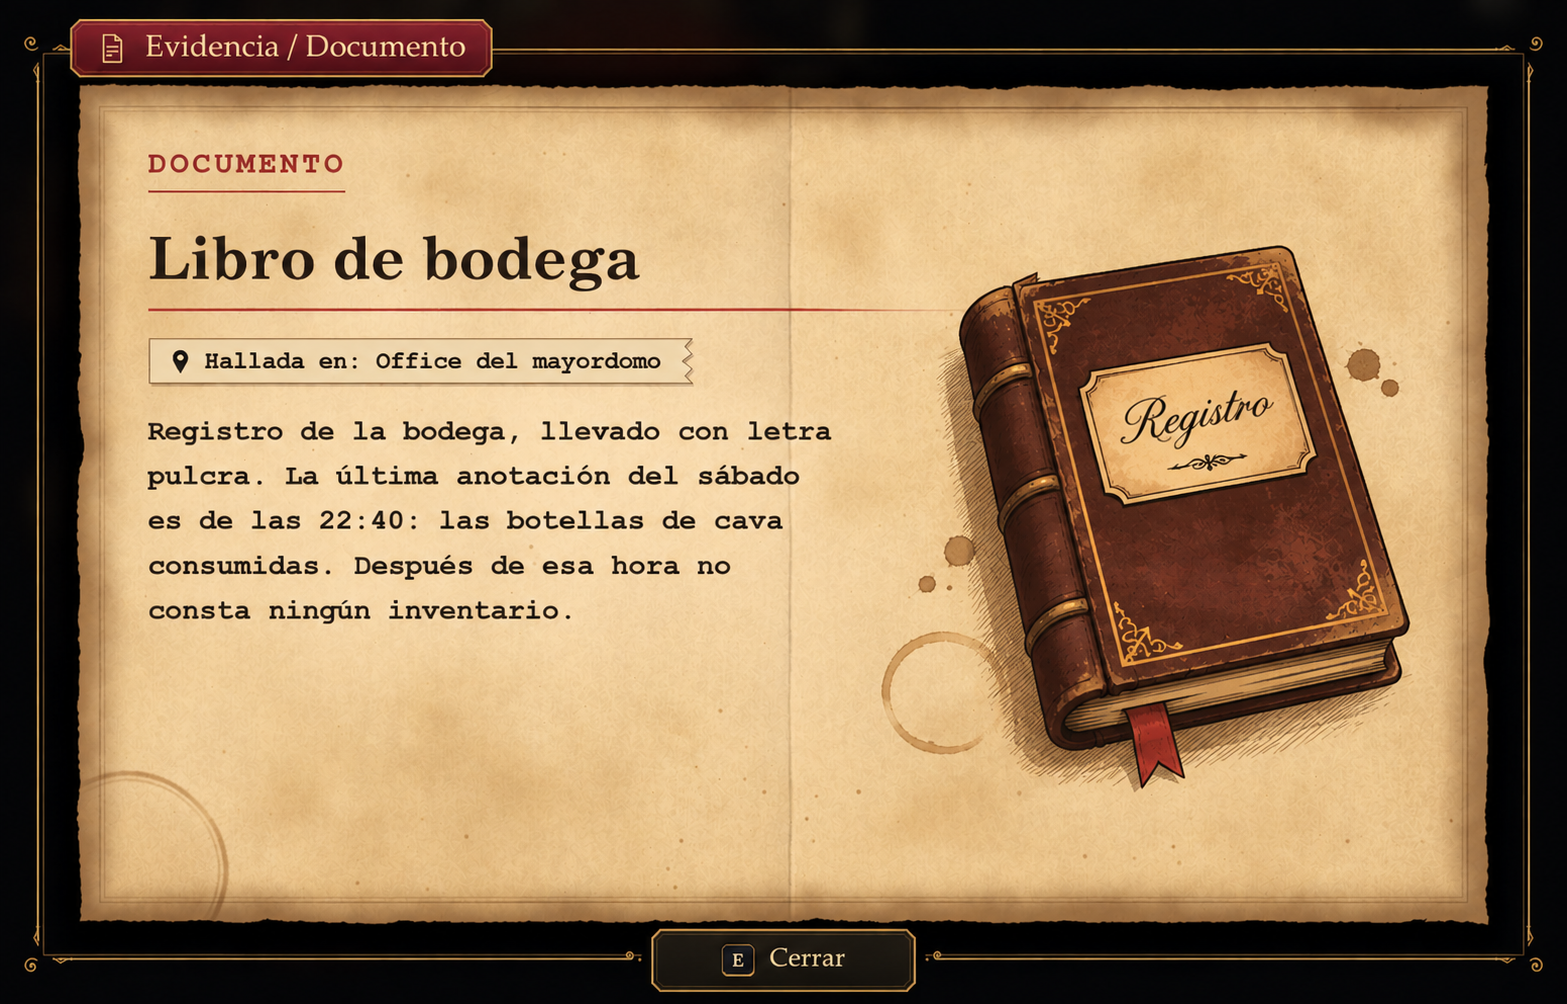 Evidencia / Documento
DOCUMENTO
Libro de bodega
Hallada en: Office del mayordomo
Registro de la bodega, llevado con letra
pulcra. La última anotación del sábado
es de las 22:40: las botellas de cava
consumidas. Después de esa hora no
consta ningún inventario.
Registro
E Cerrar